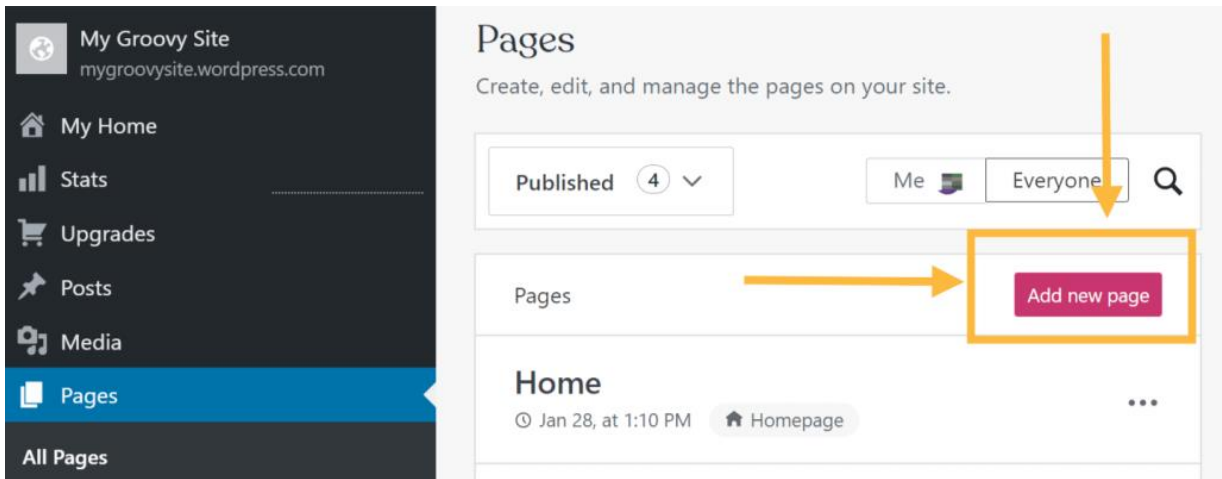 My Groovy Site
mygroovysite.wordpress.com
My Home
Stats
Upgrades
Posts
Media
Pages
All Pages
Pages
Create, edit, and manage the pages on your site.
Published 4
Me Everyone
Pages Add new page
Home
Jan 28, at 1:10 PM Homepage